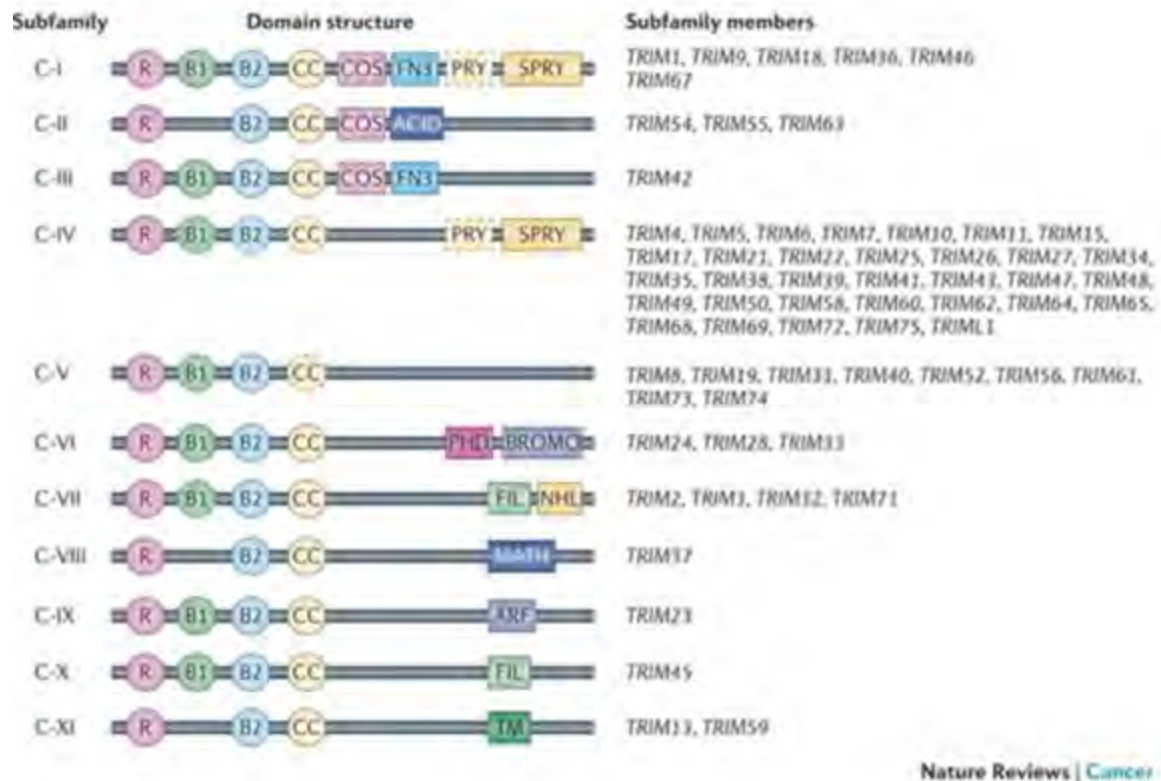 Subfamily Domain structure Subfamily members
C-I R B1 B2 CC COS FN3 PRY SPRY TRIM1, TRIM9, TRIM18, TRIM36, TRIM46
TRIM67
C-II R B2 CC COS ACID TRIM54, TRIM55, TRIM63
C-III R B1 B2 CC COS FN3 TRIM42
C-IV R B1 B2 CC PRY SPRY TRIM4, TRIM5, TRIM6, TRIM7, TRIM10, TRIM11, TRIM15,
TRIM17, TRIM21, TRIM22, TRIM25, TRIM26, TRIM27, TRIM34,
TRIM35, TRIM38, TRIM39, TRIM41, TRIM43, TRIM47, TRIM48,
TRIM49, TRIM50, TRIM58, TRIM60, TRIM62, TRIM64, TRIM65,
TRIM68, TRIM69, TRIM72, TRIM75, TRIML1
C-V R B1 B2 CC TRIM8, TRIM19, TRIM31, TRIM40, TRIM52, TRIM56, TRIM61,
TRIM73, TRIM74
C-VI R B1 B2 CC PHD BROMO TRIM24, TRIM28, TRIM33
C-VII R B1 B2 CC FIL NHL TRIM2, TRIM3, TRIM32, TRIM71
C-VIII R B2 CC MATH TRIM37
C-IX R B1 B2 CC ARF TRIM23
C-X R B1 B2 CC FIL TRIM45
C-XI R B2 CC TM TRIM13, TRIM59
Nature Reviews | Cancer